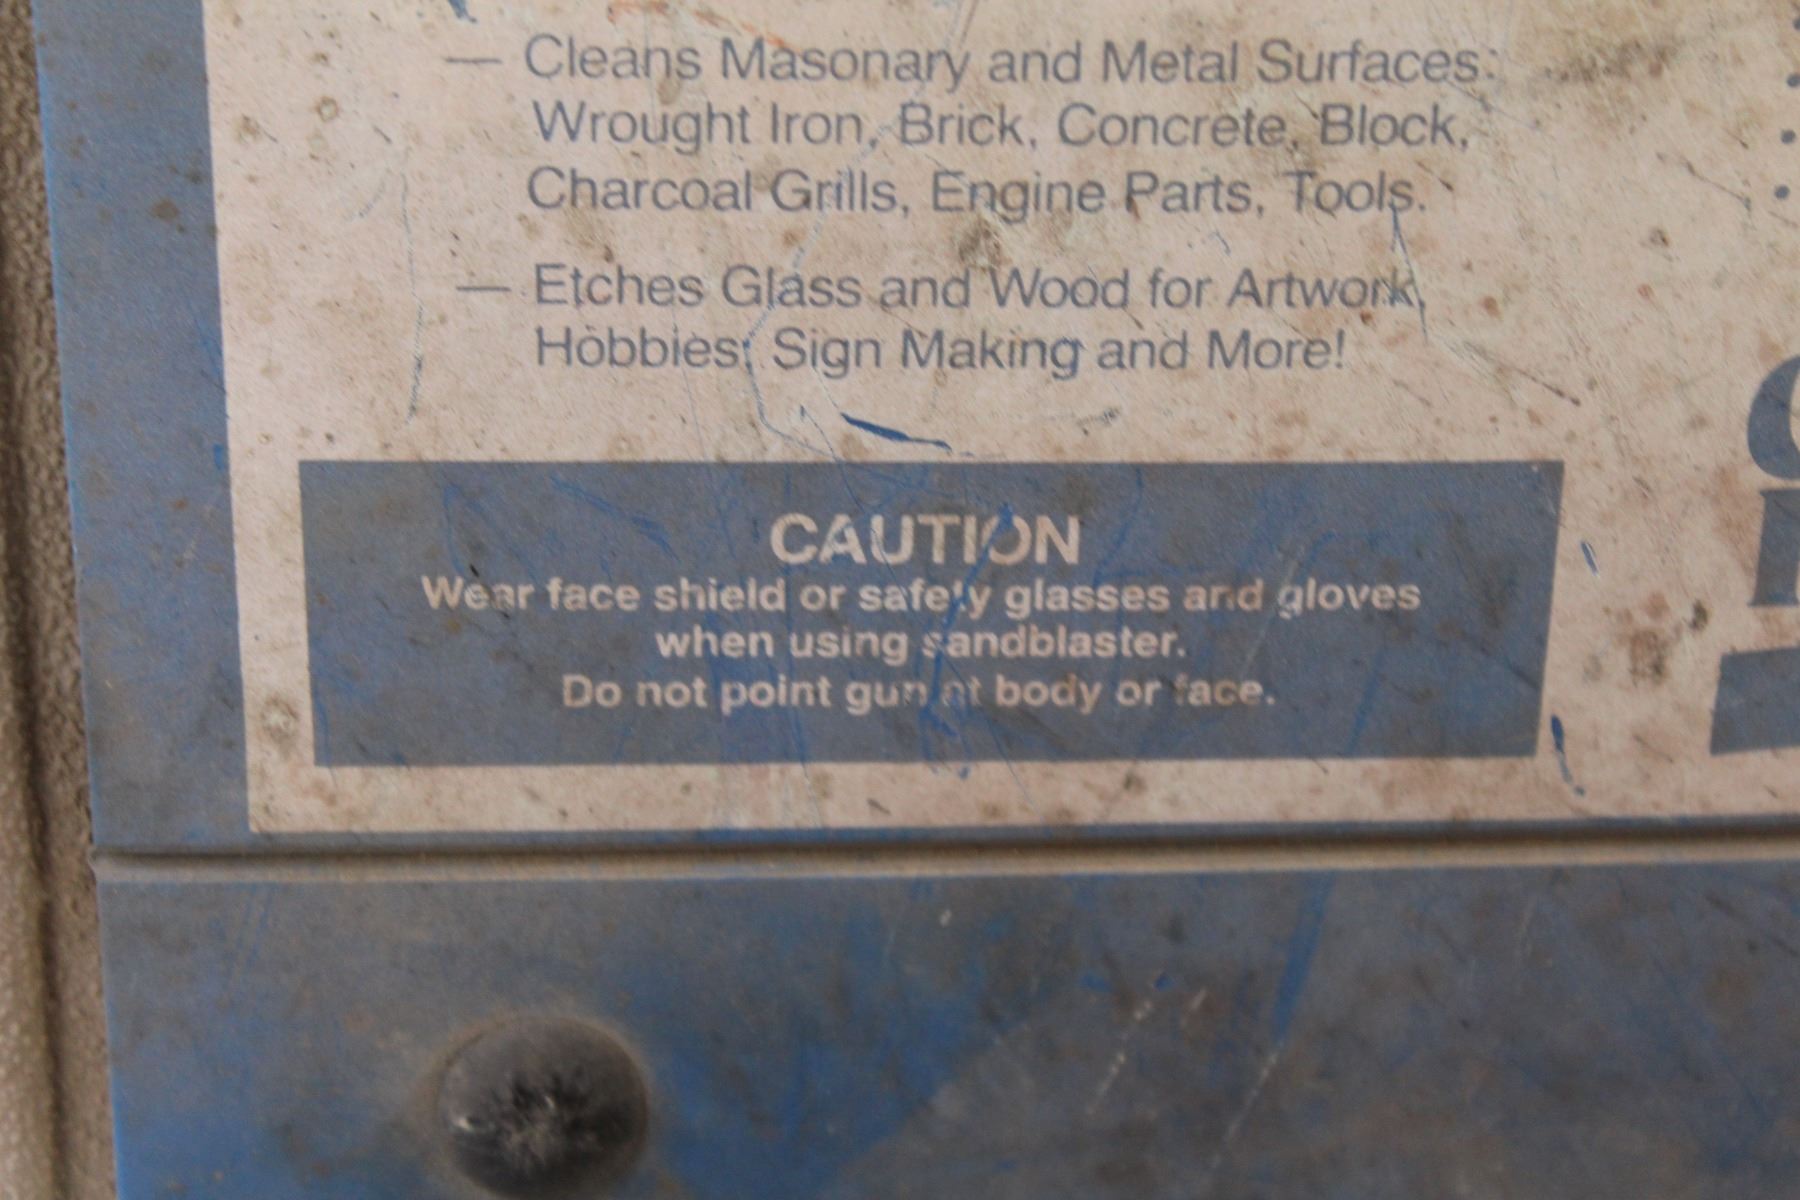 — Cleans Masonary and Metal Surfaces:
Wrought Iron, Brick, Concrete, Block,
Charcoal Grills, Engine Parts, Tools.
— Etches Glass and Wood for Artwork,
Hobbies, Sign Making and More!
CAUTION
Wear face shield or safety glasses and gloves
when using sandblaster.
Do not point gun at body or face.